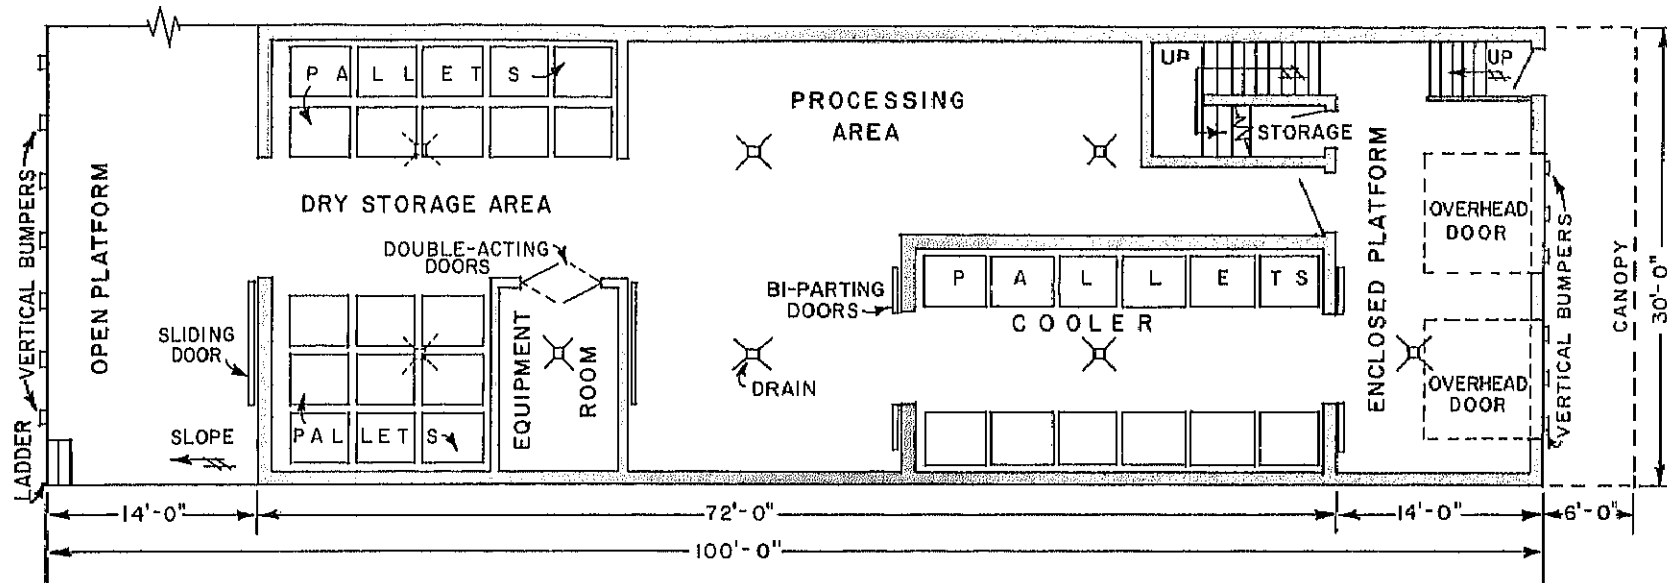 P A L L E T S
UP
UP
PROCESSING
AREA
STORAGE
VERTICAL BUMPERS
OPEN PLATFORM
DRY STORAGE AREA
DOUBLE-ACTING
DOORS
ENCLOSED PLATFORM
OVERHEAD
DOOR
VERTICAL BUMPERS
CANOPY
30'-0"
BI-PARTING
DOORS
P A L L E T S
COOLER
SLIDING
DOOR
EQUIPMENT
ROOM
DRAIN
OVERHEAD
DOOR
LADDER
SLOPE
PALLETS
14'-0"
72'-0"
14'-0"
6'-0"
100'-0"